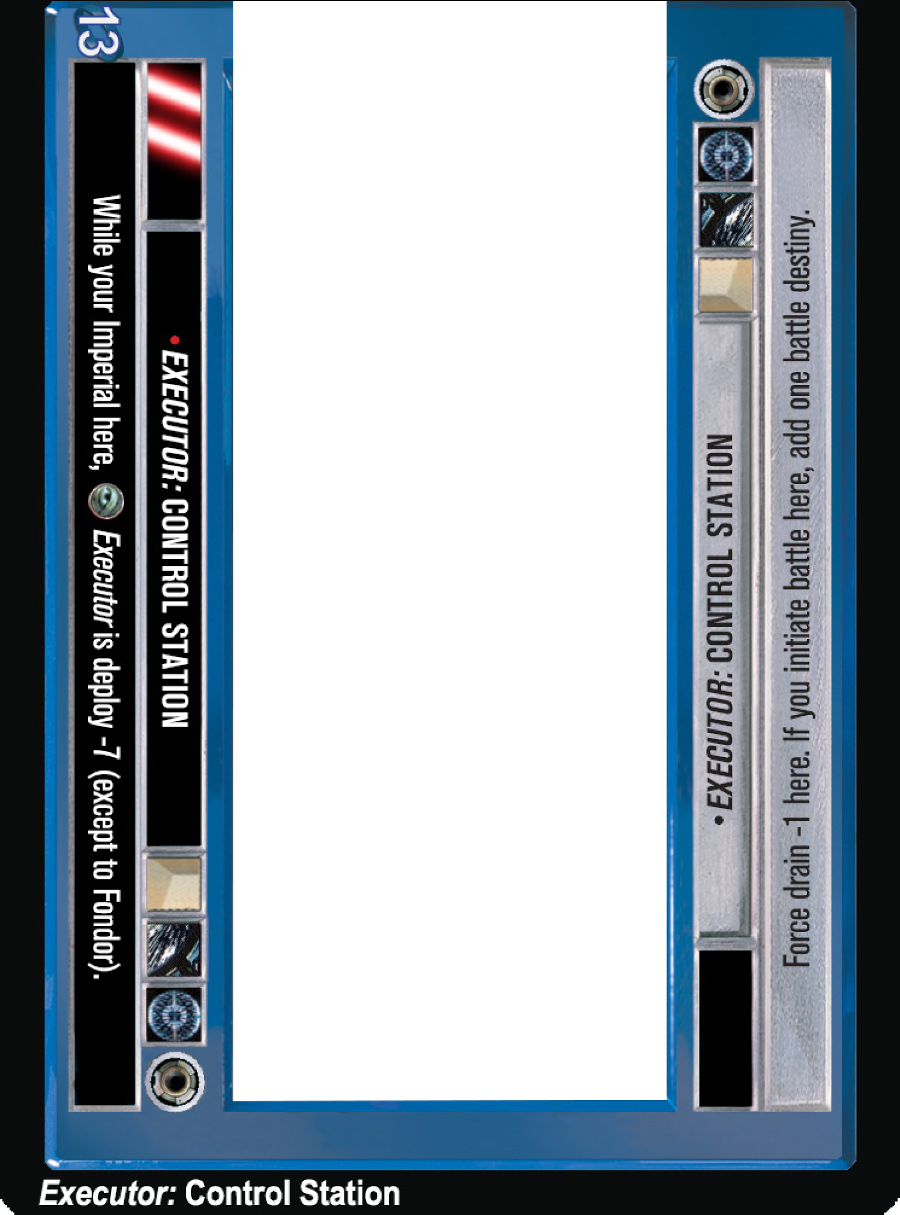 13
While your Imperial here, Executor is deploy -7 (except to Fondor).
•EXECUTOR: CONTROL STATION
•EXECUTOR: CONTROL STATION
Force drain -1 here. If you initiate battle here, add one battle destiny.
Executor: Control Station